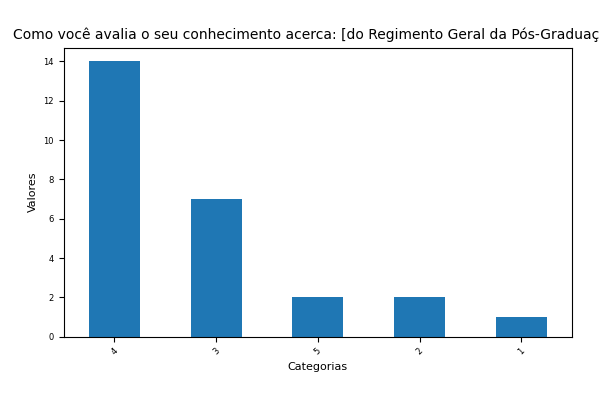 Como você avalia o seu conhecimento acerca: [do Regimento Geral da Pós-Graduaç
14
12
10
8
6
4
2
0
Valores
4 3 5 2 1
Categorias